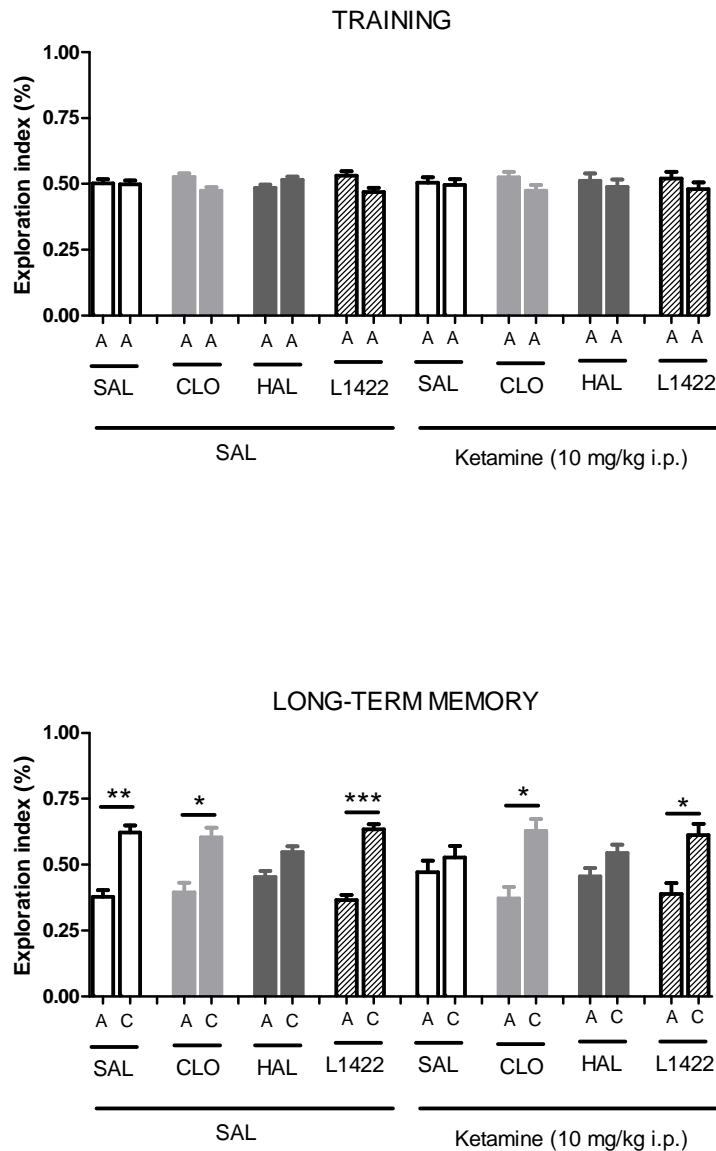 TRAINING
Exploration index (%)
1.00
0.75
0.50
0.25
0.00
A A A A A A A A A A A A A A A A
SAL CLO HAL L1422 SAL CLO HAL L1422
SAL Ketamine (10 mg/kg i.p.)
LONG-TERM MEMORY
Exploration index (%)
1.00
0.75
0.50
0.25
0.00
** * *** * *
A C A C A C A C A C A C A C A C
SAL CLO HAL L1422 SAL CLO HAL L1422
SAL Ketamine (10 mg/kg i.p.)